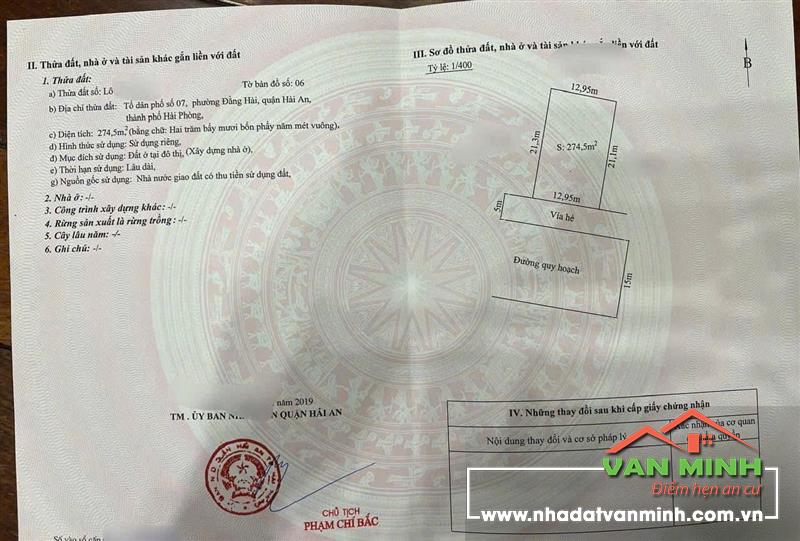 II. Thửa đất, nhà ở và tài sản khác gắn liền với đất
1. Thửa đất:
a) Thửa đất số: Lô
Tờ bản đồ số: 06
b) Địa chỉ thửa đất: Tổ dân phố số 07, phường Đằng Hải, quận Hải An,
thành phố Hải Phòng,
c) Diện tích: 274,5m² (bằng chữ: Hai trăm bẩy mươi bốn phẩy năm mét vuông),
d) Hình thức sử dụng: Sử dụng riêng,
đ) Mục đích sử dụng: Đất ở tại đô thị, (Xây dựng nhà ở),
e) Thời hạn sử dụng: Lâu dài,
g) Nguồn gốc sử dụng: Nhà nước giao đất có thu tiền sử dụng đất,
2. Nhà ở : -/-
3. Công trình xây dựng khác: -/-
4. Rừng sản xuất là rừng trồng : -/-
5. Cây lâu năm: -/-
6. Ghi chú: -/-
năm 2019
TM . ỦY BAN QUẬN HẢI AN
CHỦ TỊCH
PHẠM CHÍ BẮC
Số vào sổ cấp
III. Sơ đồ thửa đất, nhà ở và tài sản liền với đất
Tỷ lệ: 1/400
B
12,95m
21,3m
S: 274,5m²
21,1m
12,95m
5m
Vỉa hè
Đường quy hoạch
15m
IV. Những thay đổi sau khi cấp giấy chứng nhận
Nội dung thay đổi và cơ sở pháp lý
nhận của cơ quan
quyền
VAN MINH
Điểm hẹn an cư
www.nhadatvanminh.com.vn